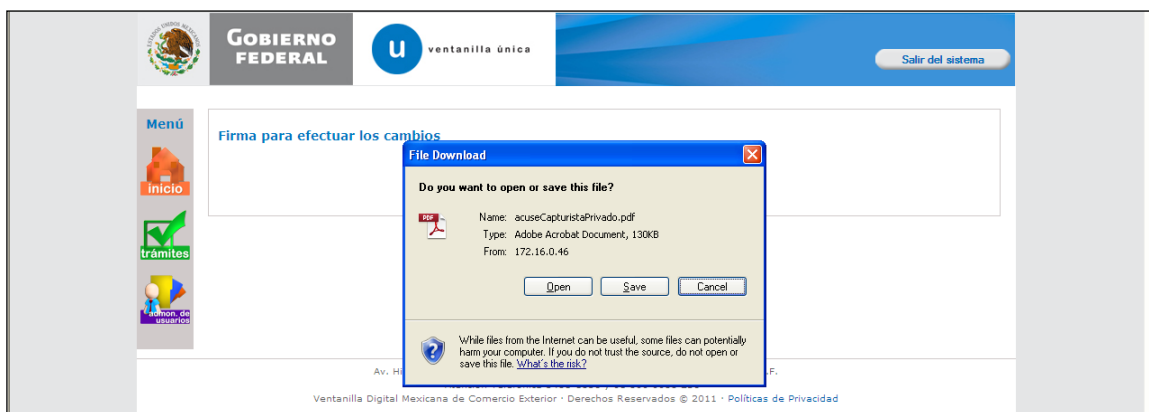 GOBIERNO
FEDERAL
u ventanilla única
Salir del sistema
Menú
Firma para efectuar los cambios
inicio
trámites
admon. de
usuarios
File Download
Do you want to open or save this file?
Name: acuseCapturistaPrivado.pdf
Type: Adobe Acrobat Document, 130KB
From: 172.16.0.46
Open Save Cancel
While files from the Internet can be useful, some files can potentially
harm your computer. If you do not trust the source, do not open or
save this file. What's the risk?
Av.
Ventanilla Digital Mexicana de Comercio Exterior · Derechos Reservados © 2011 · Políticas de Privacidad